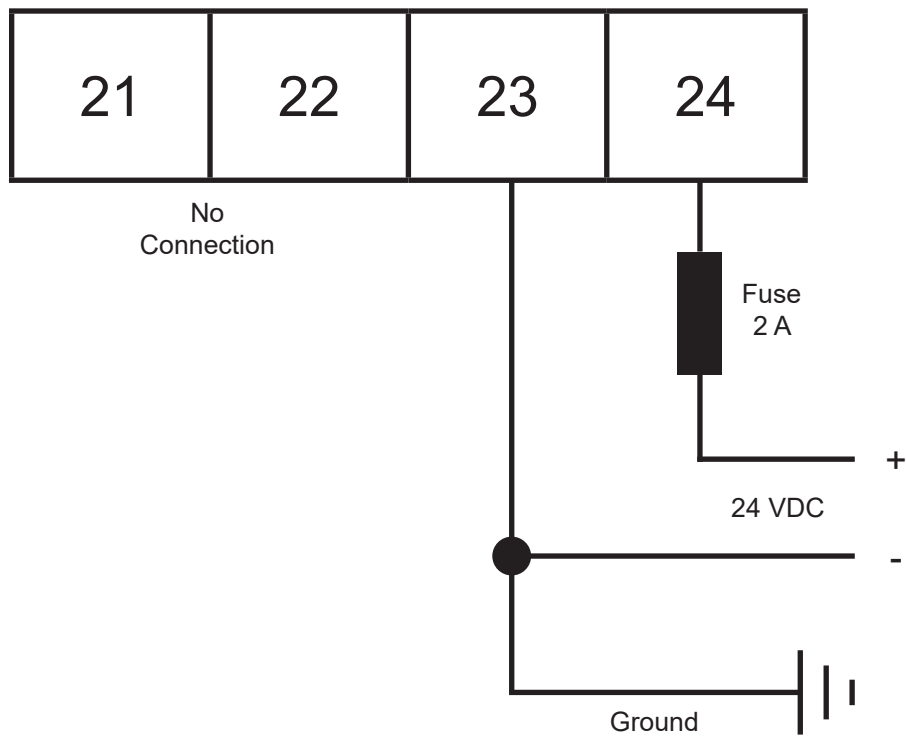 21 22 23 24
No
Connection
Fuse
2 A
+
24 VDC
-
Ground